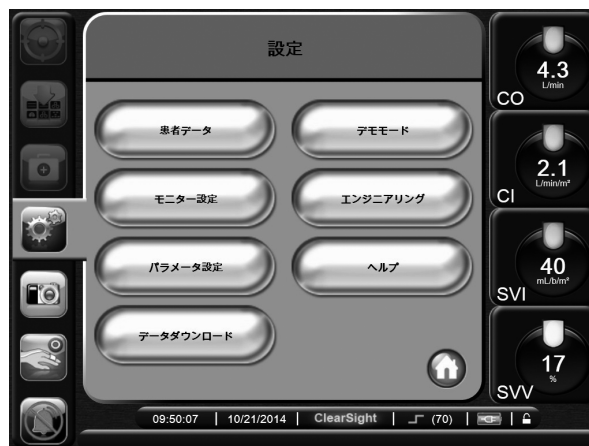 設定
患者データ
デモモード
モニター設定
エンジニアリング
パラメータ設定
ヘルプ
データダウンロード
4.3
L/min
CO
2.1
L/min/m²
CI
40
mL/b/m²
SVI
17
%
SVV
09:50:07 | 10/21/2014 | ClearSight | (70)